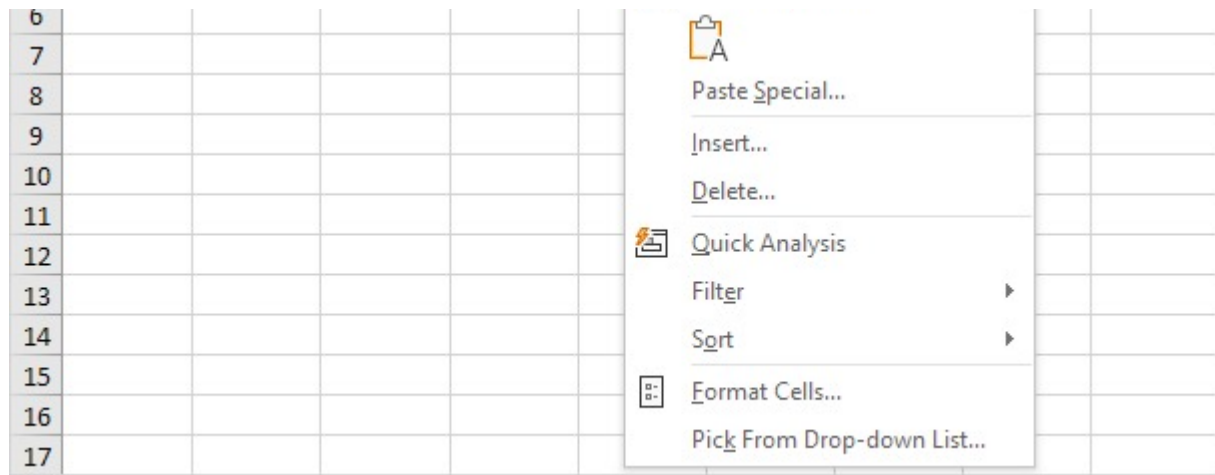 6
7
8
Paste Special...
9
Insert...
10
Delete...
11
12
Quick Analysis
13
Filter
14
Sort
15
Format Cells...
16
Pick From Drop-down List...
17